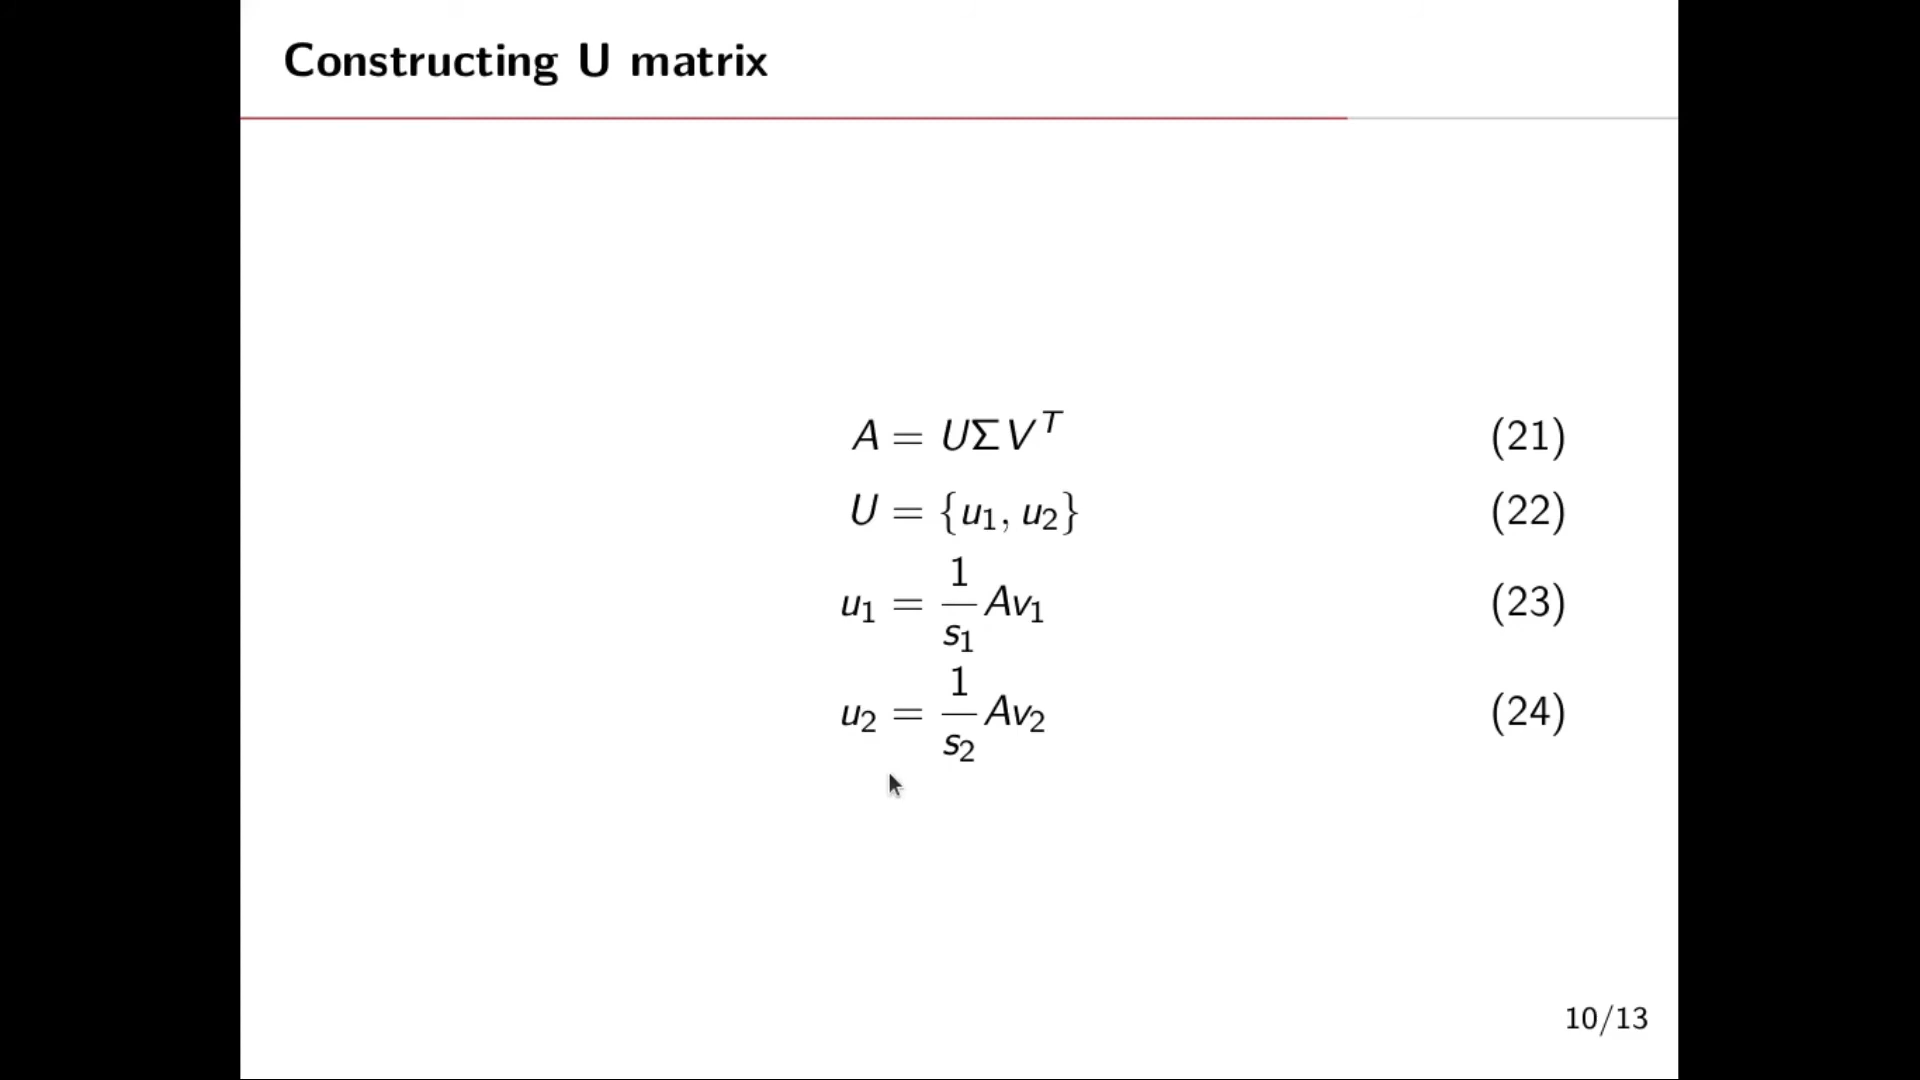 Constructing U matrix
A = UΣV^T (21)
U = {u₁, u₂} (22)
u₁ = 1/s₁ Av₁ (23)
u₂ = 1/s₂ Av₂ (24)
10/13